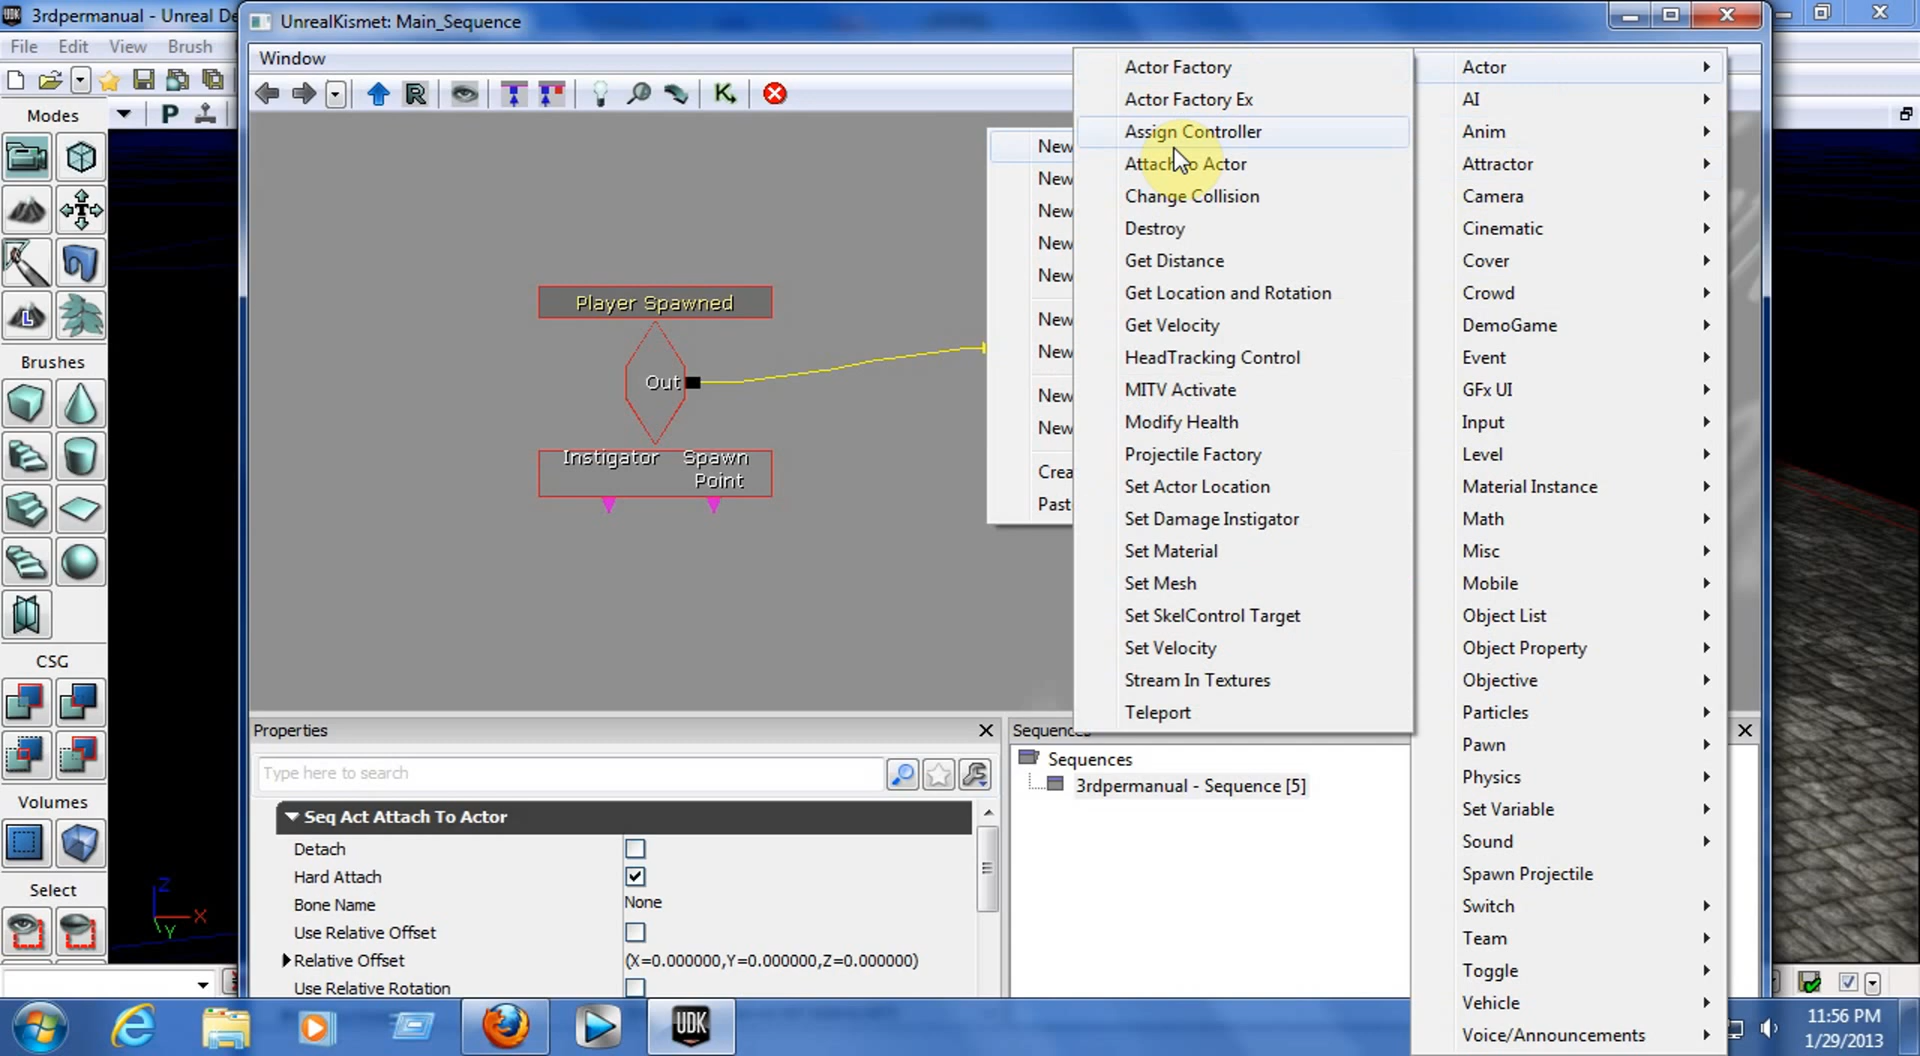 3rdpermanual - Unreal De
UnrealKismet: Main_Sequence
File Edit View Brush
Window
Modes
P
R
K
Player Spawned
Out
Instigator Spawn
Point
New
New
New
New
New
New
New
New
New
Crea
Past
Actor Factory
Actor Factory Ex
Assign Controller
Attach to Actor
Change Collision
Destroy
Get Distance
Get Location and Rotation
Get Velocity
HeadTracking Control
MITV Activate
Modify Health
Projectile Factory
Set Actor Location
Set Damage Instigator
Set Material
Set Mesh
Set SkelControl Target
Set Velocity
Stream In Textures
Teleport
Actor
AI
Anim
Attractor
Camera
Cinematic
Cover
Crowd
DemoGame
Event
GFx UI
Input
Level
Material Instance
Math
Misc
Mobile
Object List
Object Property
Objective
Particles
Pawn
Physics
Set Variable
Sound
Spawn Projectile
Switch
Team
Toggle
Vehicle
Voice/Announcements
Brushes
CSG
Volumes
Select
Z
X
Y
L
T
Properties
Type here to search
Seq Act Attach To Actor
Detach
Hard Attach
Bone Name None
Use Relative Offset
Relative Offset (X=0.000000,Y=0.000000,Z=0.000000)
Use Relative Rotation
Sequences
Sequences
3rdpermanual - Sequence [5]
UDK
11:56 PM
1/29/2013